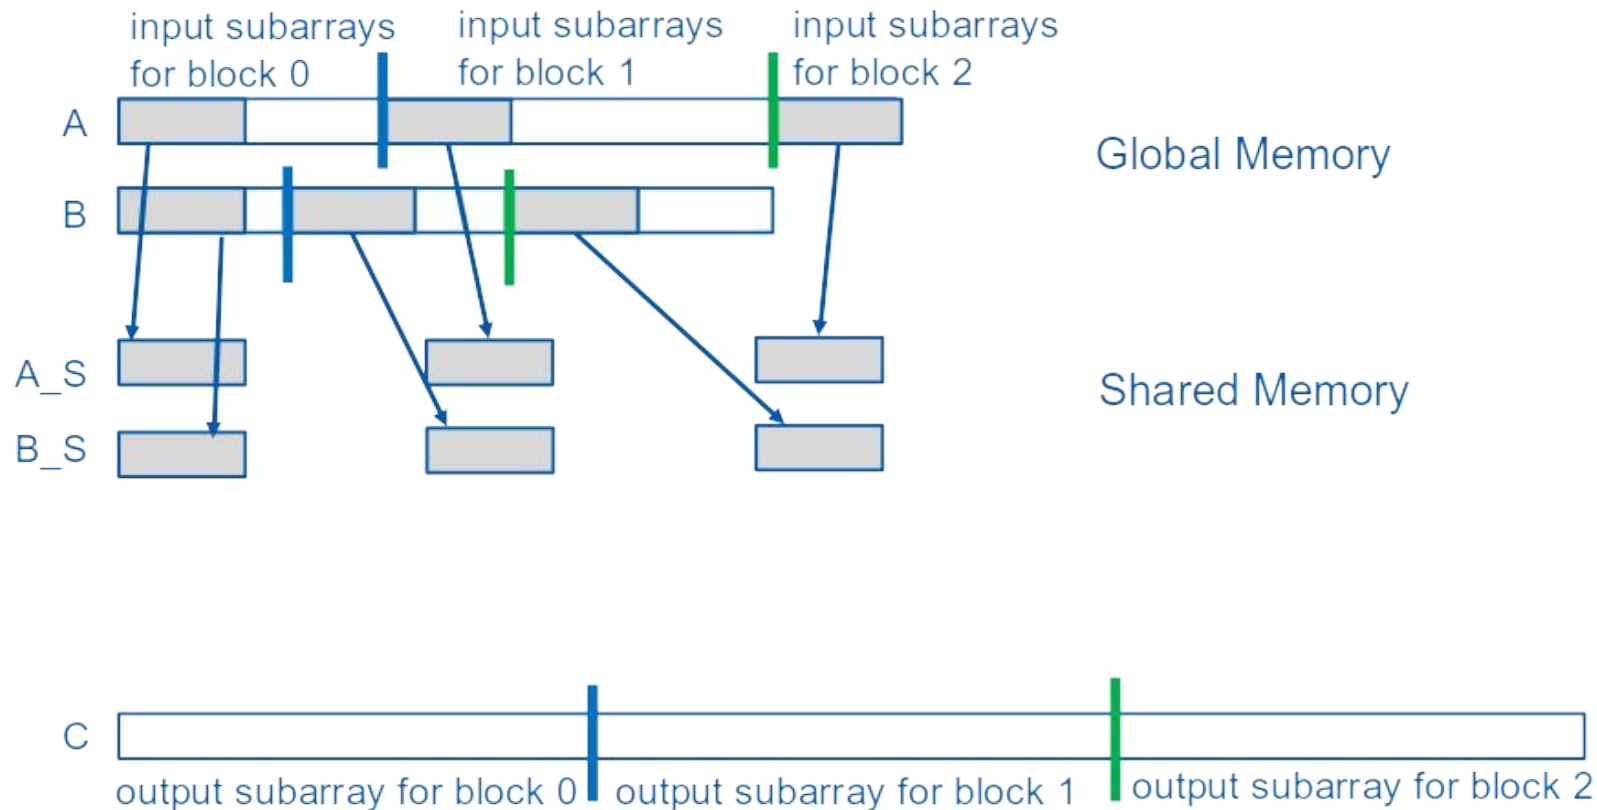 input subarrays
for block 0
input subarrays
for block 1
input subarrays
for block 2
A
Global Memory
B
A_S
Shared Memory
B_S
C
output subarray for block 0
output subarray for block 1
output subarray for block 2